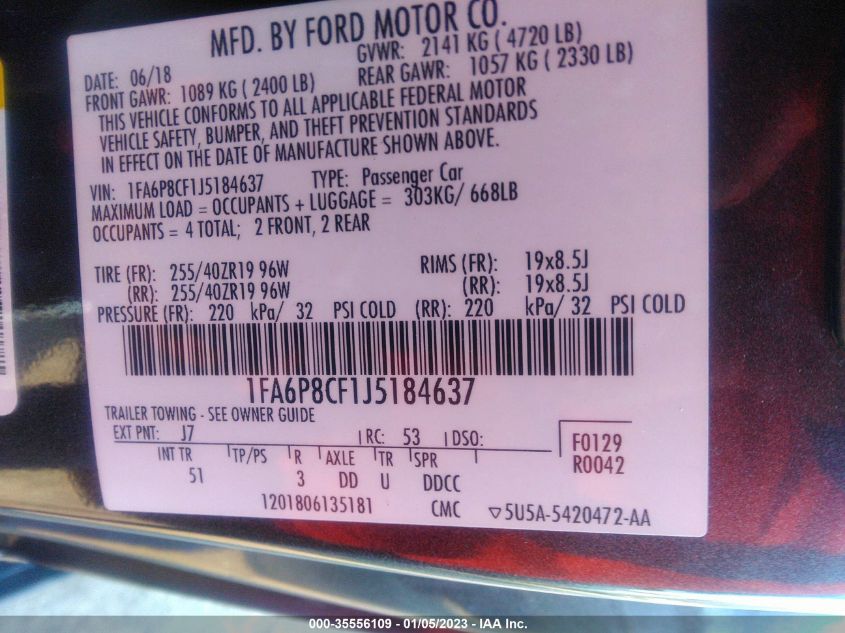 MFD. BY FORD MOTOR CO.
DATE: 06/18
GVWR: 2141 KG ( 4720 LB)
FRONT GAWR: 1089 KG ( 2400 LB)
REAR GAWR: 1057 KG ( 2330 LB)
THIS VEHICLE CONFORMS TO ALL APPLICABLE FEDERAL MOTOR
VEHICLE SAFETY, BUMPER, AND THEFT PREVENTION STANDARDS
IN EFFECT ON THE DATE OF MANUFACTURE SHOWN ABOVE.
VIN: 1FA6P8CF1J5184637 TYPE: Passenger Car
MAXIMUM LOAD = OCCUPANTS + LUGGAGE = 303KG/ 668LB
OCCUPANTS = 4 TOTAL; 2 FRONT, 2 REAR
TIRE (FR): 255/40ZR19 96W RIMS (FR): 19x8.5J
(RR): 255/40ZR19 96W (RR): 19x8.5J
PRESSURE (FR): 220 kPa/ 32 PSI COLD (RR): 220 kPa/ 32 PSI COLD
1FA6P8CF1J5184637
TRAILER TOWING - SEE OWNER GUIDE
EXT PNT: J7 RC: 53 DSO: F0129
INT TR TP/PS R AXLE TR SPR R0042
51 3 DD U DDCC
1201806135181 CMC ▽5U5A-5420472-AA
000-35556109 - 01/05/2023 - IAA Inc.